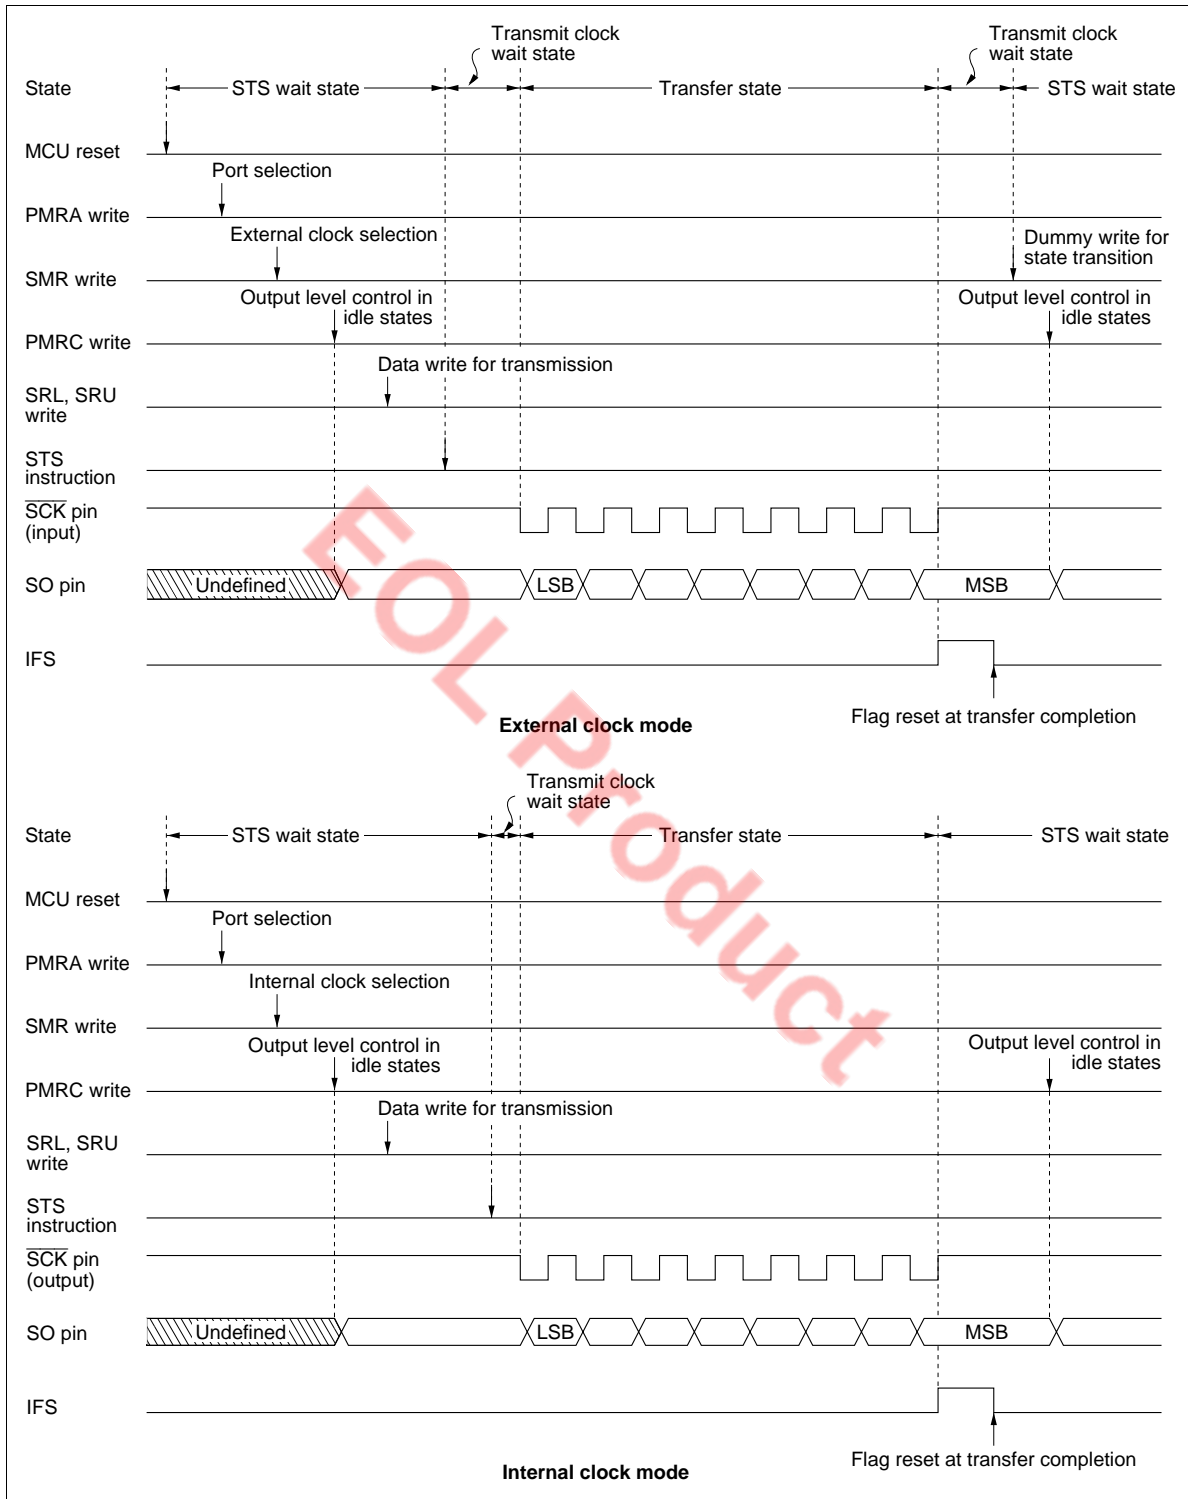 Transmit clock
wait state
Transmit clock
wait state
State
STS wait state
Transfer state
STS wait state
MCU reset
Port selection
PMRA write
External clock selection
Dummy write for
state transition
SMR write
Output level control in
idle states
Output level control in
idle states
PMRC write
Data write for transmission
SRL, SRU
write
STS
instruction
SCK pin
(input)
SO pin
Undefined
LSB
MSB
IFS
Flag reset at transfer completion
External clock mode
EOL Product
Transmit clock
wait state
State
STS wait state
Transfer state
STS wait state
MCU reset
Port selection
PMRA write
Internal clock selection
SMR write
Output level control in
idle states
Output level control in
idle states
PMRC write
Data write for transmission
SRL, SRU
write
STS
instruction
SCK pin
(output)
SO pin
Undefined
LSB
MSB
IFS
Flag reset at transfer completion
Internal clock mode